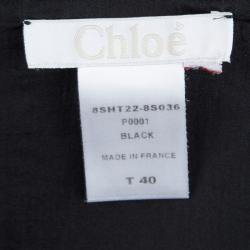 Chloé
8SHT22-8S036
P0001
BLACK
MADE IN FRANCE
T 40